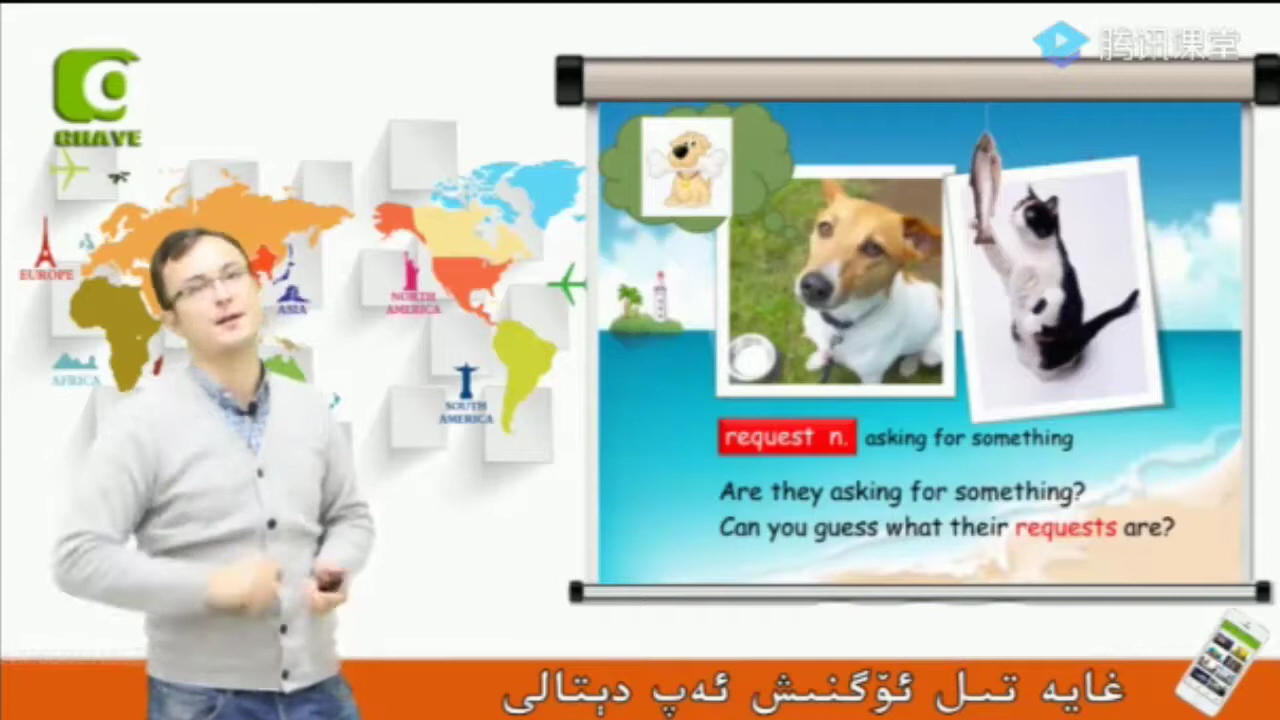 腾讯课堂
GHAYE
EUROPE
ASIA
NORTH
AMERICA
AFRICA
SOUTH
AMERICA
request n. asking for something
Are they asking for something?
Can you guess what their requests are?
غايە تىل ئۆگىنىش ئەپ دېتالى